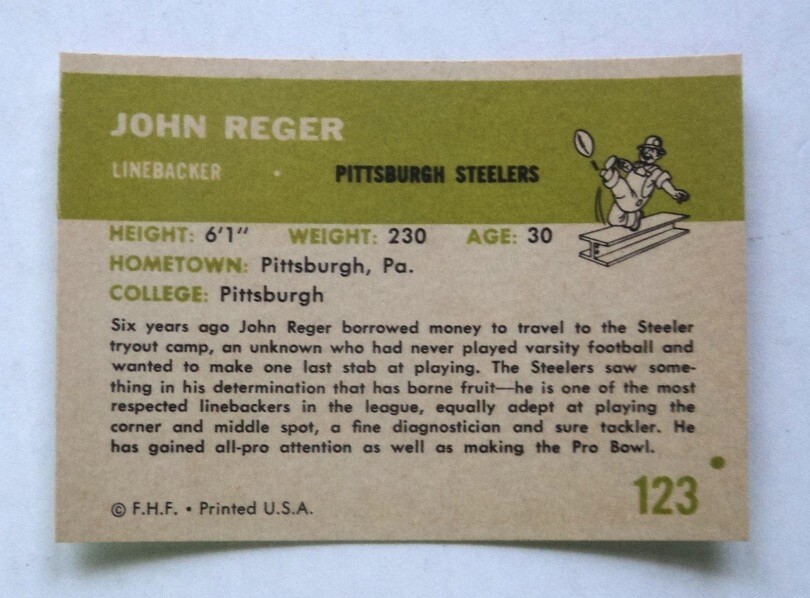 JOHN REGER
LINEBACKER • PITTSBURGH STEELERS
HEIGHT: 6'1" WEIGHT: 230 AGE: 30
HOMETOWN: Pittsburgh, Pa.
COLLEGE: Pittsburgh
Six years ago John Reger borrowed money to travel to the Steeler
tryout camp, an unknown who had never played varsity football and
wanted to make one last stab at playing. The Steelers saw some-
thing in his determination that has borne fruit—he is one of the most
respected linebackers in the league, equally adept at playing the
corner and middle spot, a fine diagnostician and sure tackler. He
has gained all-pro attention as well as making the Pro Bowl.
123
© F.H.F. • Printed U.S.A.